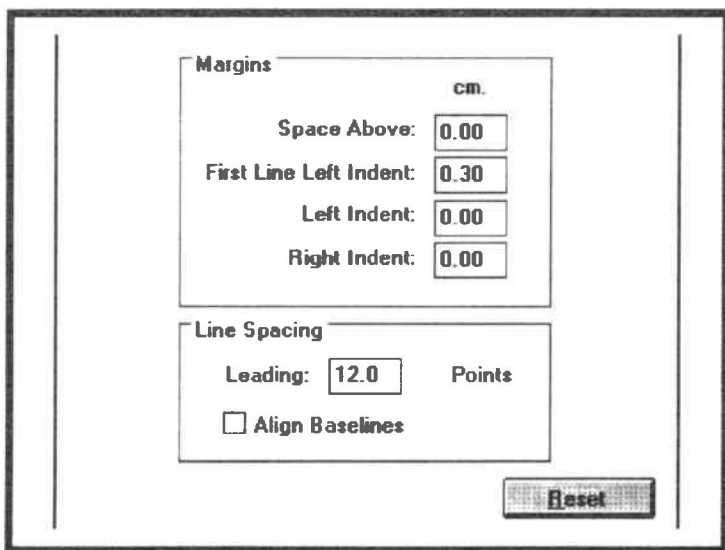 Margins
cm.
Space Above: 0.00
First Line Left Indent: 0.30
Left Indent: 0.00
Right Indent: 0.00
Line Spacing
Leading: 12.0 Points
Align Baselines
Reset